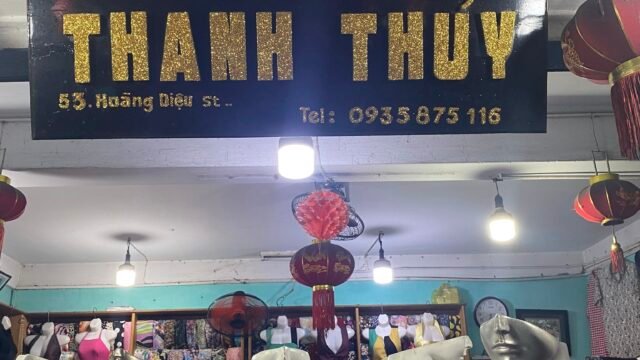 THANH THÚY
53. Hoàng Diệu St..
Tel: 0935 875 116